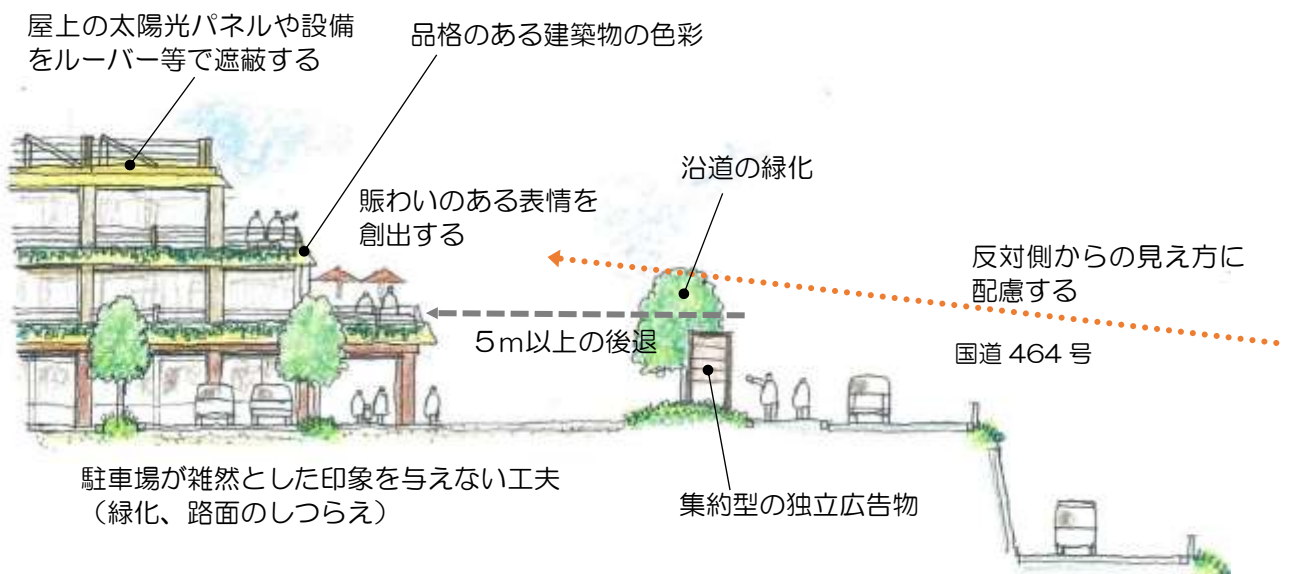 屋上の太陽光パネルや設備
をルーバー等で遮蔽する
品格のある建築物の色彩
沿道の緑化
賑わいのある表情を
創出する
反対側からの見え方に
配慮する
5m以上の後退
国道 464 号
駐車場が雑然とした印象を与えない工夫
（緑化、路面のしつらえ）
集約型の独立広告物